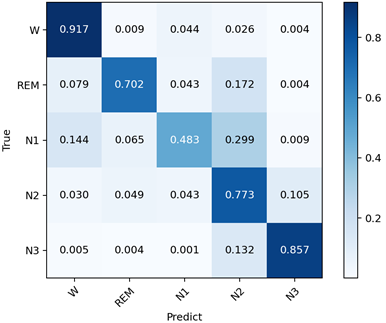 W 0.917 0.009 0.044 0.026 0.004
REM 0.079 0.702 0.043 0.172 0.004
N1 0.144 0.065 0.483 0.299 0.009
N2 0.030 0.049 0.043 0.773 0.105
N3 0.005 0.004 0.001 0.132 0.857
W REM N1 N2 N3
Predict
True
0.8
0.6
0.4
0.2